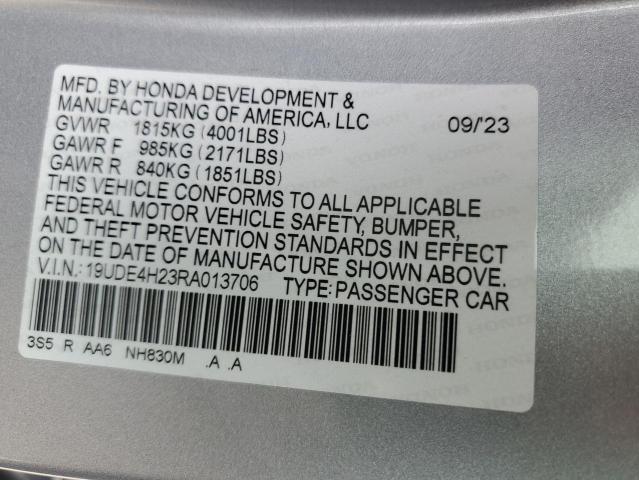 MFD. BY HONDA DEVELOPMENT &
MANUFACTURING OF AMERICA, LLC 09/'23
GVWR 1815KG (4001LBS)
GAWR F 985KG (2171LBS)
GAWR R 840KG (1851LBS)
THIS VEHICLE CONFORMS TO ALL APPLICABLE
FEDERAL MOTOR VEHICLE SAFETY, BUMPER,
AND THEFT PREVENTION STANDARDS IN EFFECT
ON THE DATE OF MANUFACTURE SHOWN ABOVE.
V.I.N.: 19UDE4H23RA013706 TYPE: PASSENGER CAR
3S5 R AA6 NH830M .A .A